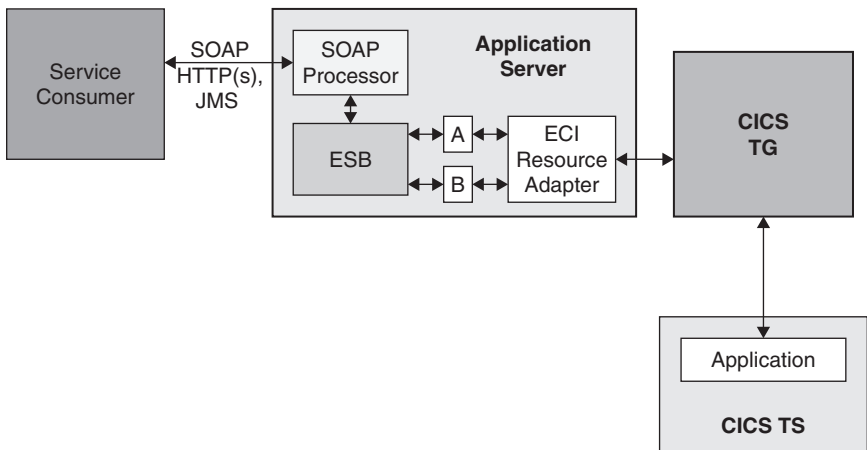 Service
Consumer
SOAP
HTTP(s),
JMS
SOAP
Processor
Application
Server
ESB
A
B
ECI
Resource
Adapter
CICS
TG
Application
CICS TS